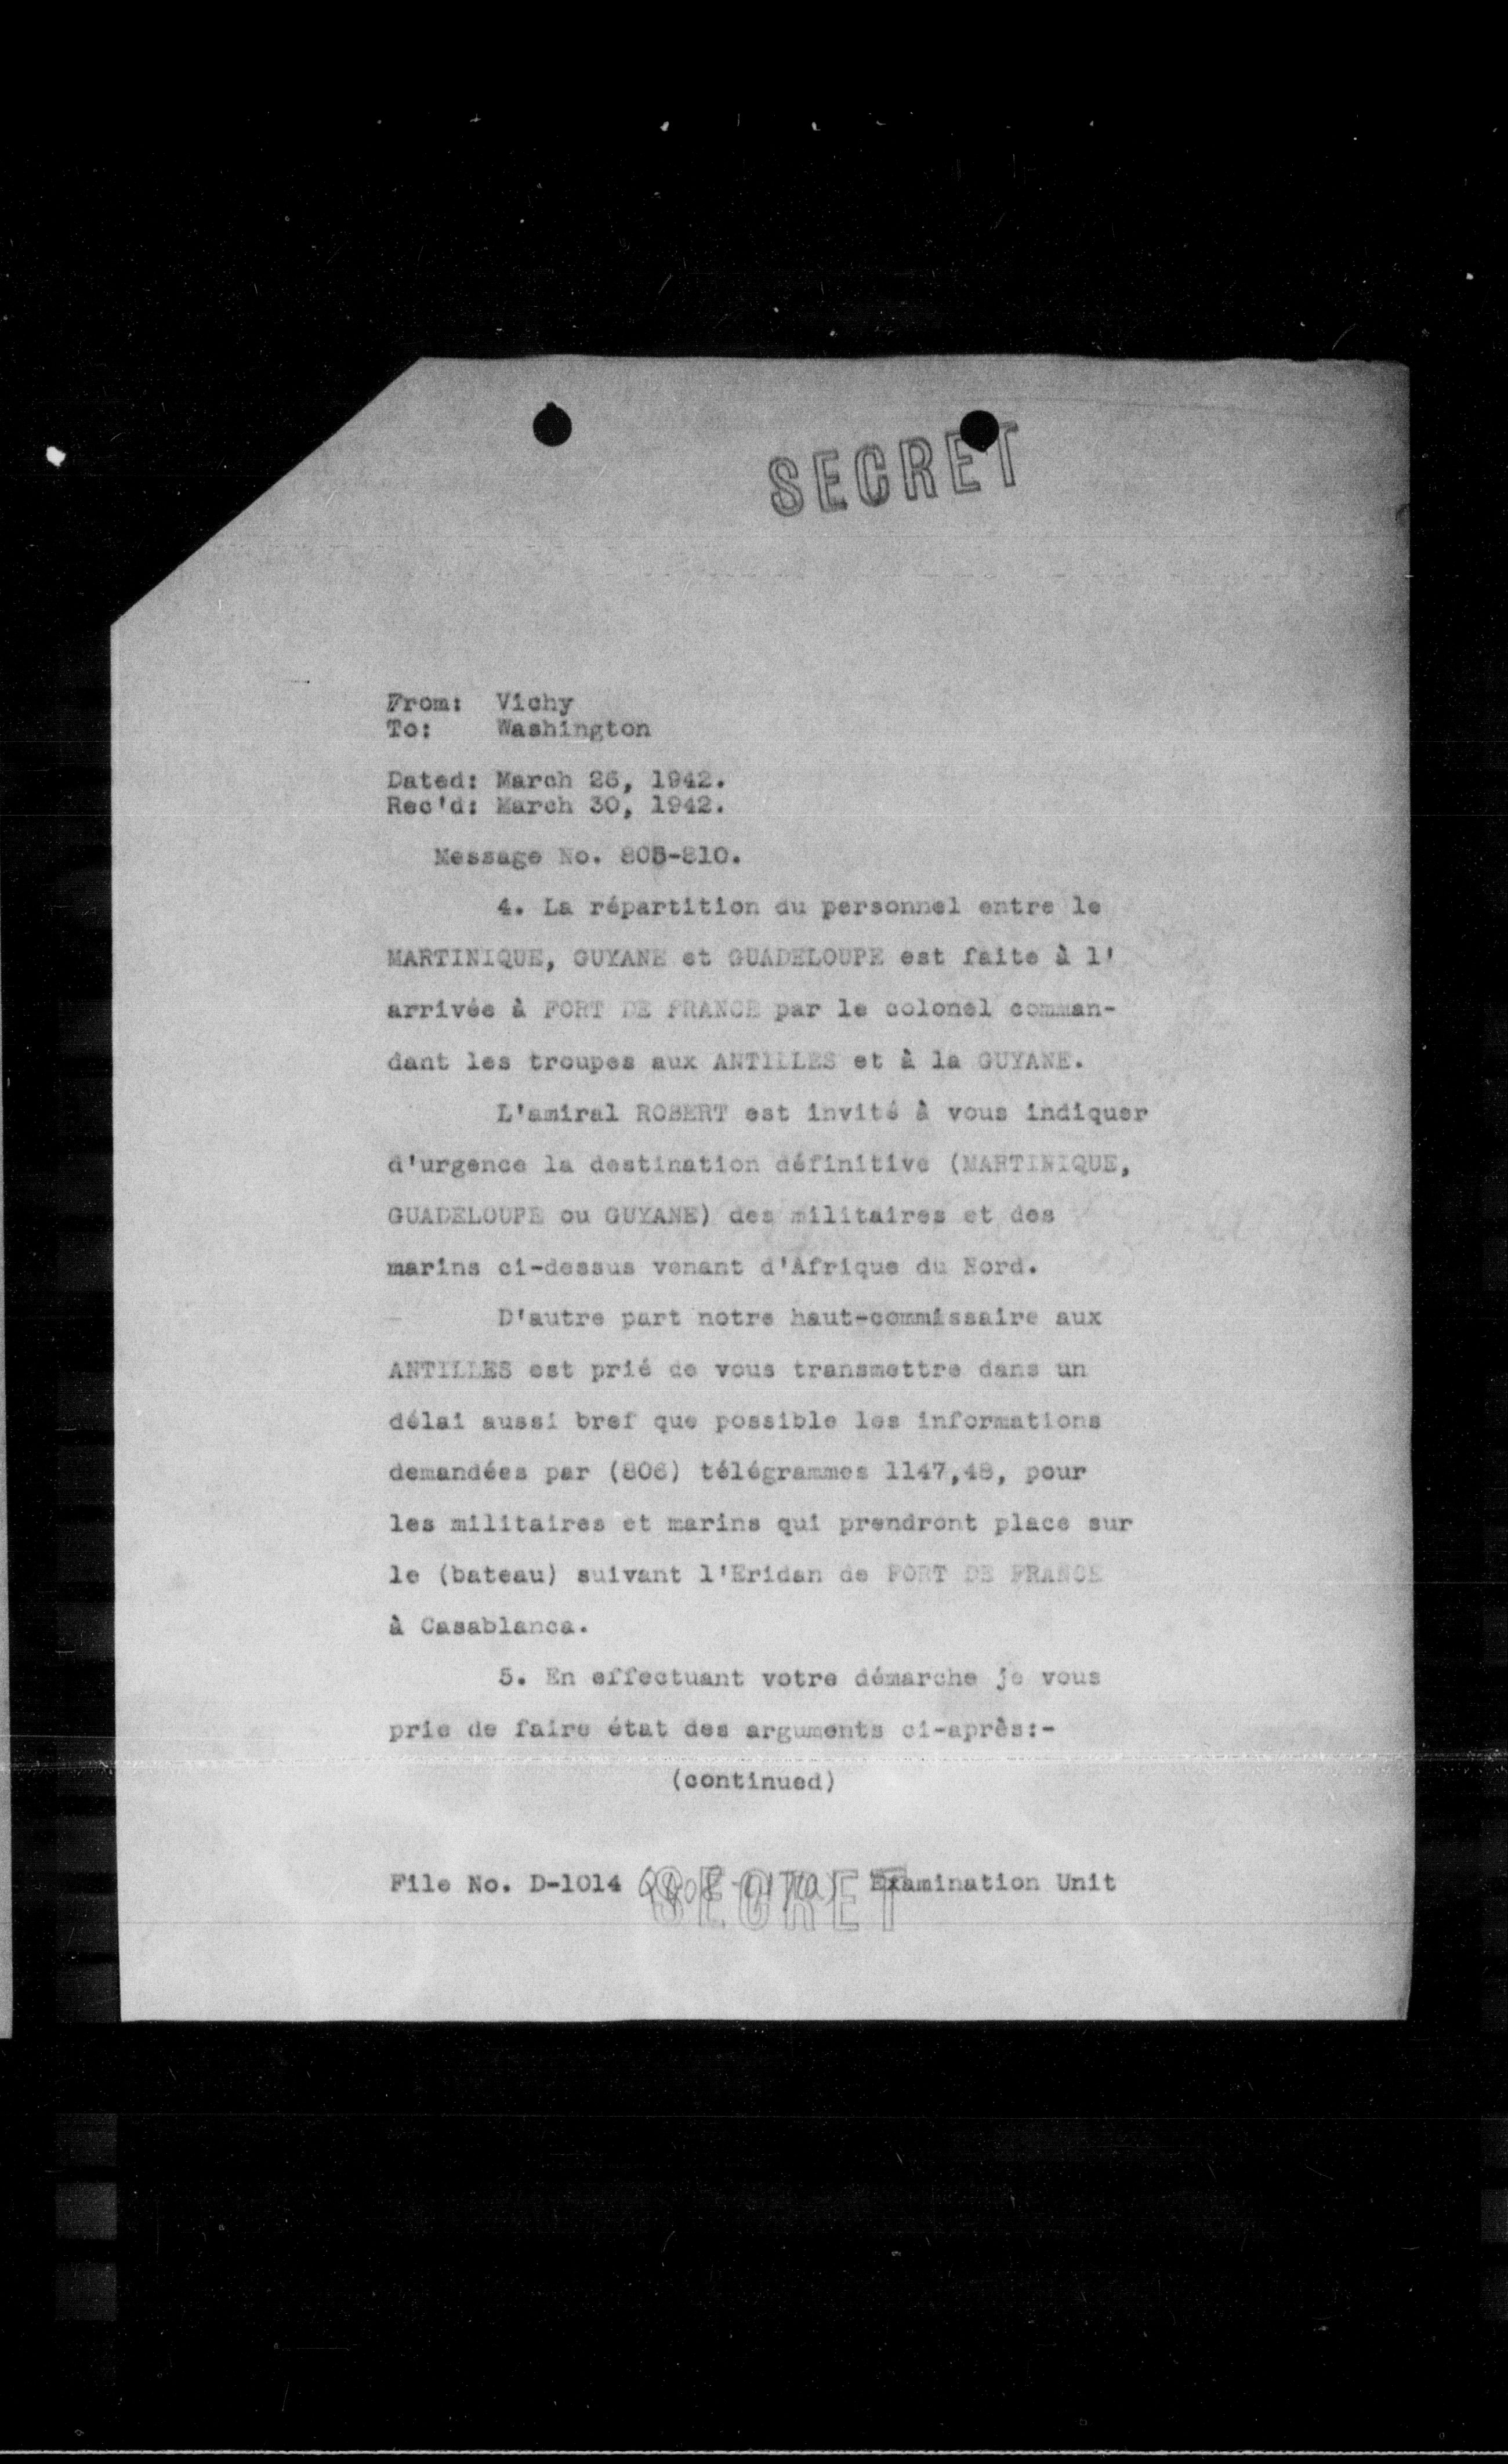 SECRET
From: Vichy
To: Washington
Dated: March 26, 1942.
Rec'd: March 30, 1942.
Message No. 805-810.
4. La répartition du personnel entre le
MARTINIQUE, GUYANE et GUADELOUPE est faite à l'
arrivée à FORT DE FRANCE par le colonel comman-
dant les troupes aux ANTILLES et à la GUYANE.
L'amiral ROBERT est invité à vous indiquer
d'urgence la destination définitive (MARTINIQUE,
GUADELOUPE ou GUYANE) des militaires et des
marins ci-dessus venant d'Afrique du Nord.
D'autre part notre haut-commissaire aux
ANTILLES est prié de vous transmettre dans un
délai aussi bref que possible les informations
demandées par (806) télégrammes 1147,48, pour
les militaires et marins qui prendront place sur
le (bateau) suivant l'Eridan de FORT DE FRANCE
à Casablanca.
5. En effectuant votre démarche je vous
prie de faire état des arguments ci-après:-
(continued)
File No. D-1014 Examination Unit
SECRET